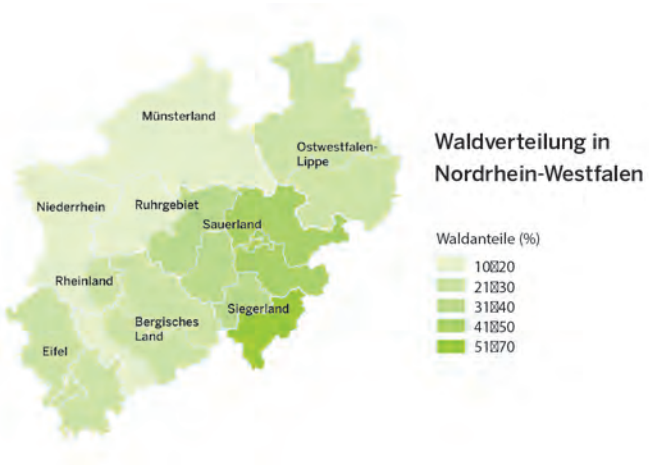 Münsterland
Ostwestfalen-
Lippe
Niederrhein
Ruhrgebiet
Sauerland
Rheinland
Siegerland
Bergisches
Land
Eifel
Waldverteilung in
Nordrhein-Westfalen
Waldanteile (%)
10�20
21�30
31�40
41�50
51�70